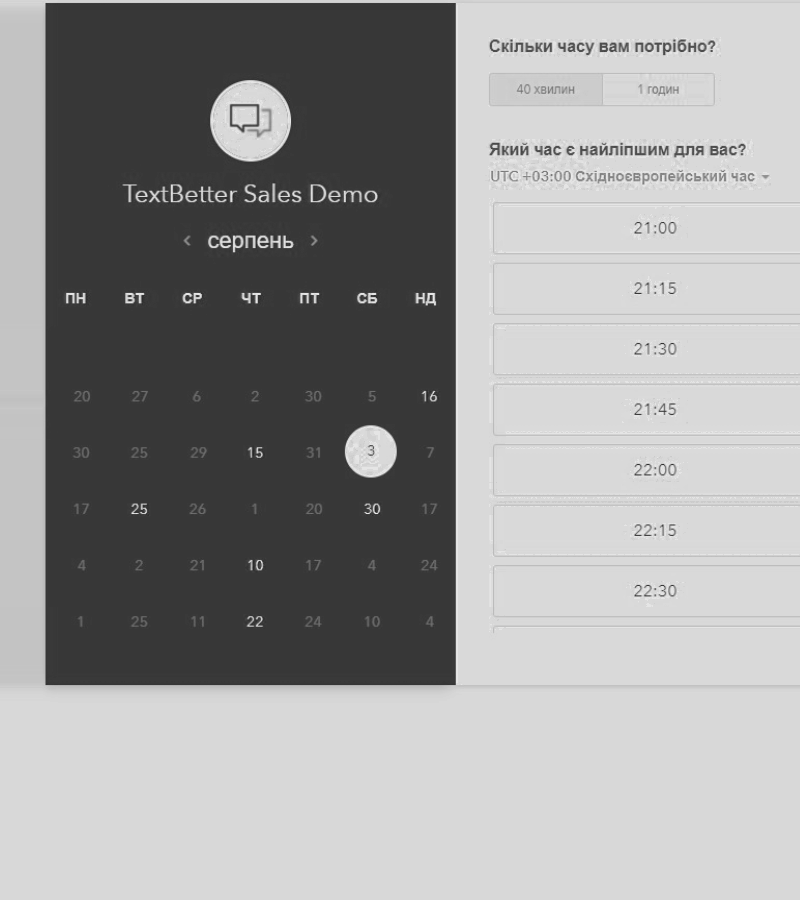 TextBetter Sales Demo
серпень
ПН ВТ СР ЧТ ПТ СБ НД
20 27 6 2 30 5 16
30 25 29 15 31 3 7
17 25 26 1 20 30 17
4 2 21 10 17 4 24
1 25 11 22 24 10 4
Скільки часу вам потрібно?
40 хвилин 1 годин
Який час є найліпшим для вас?
UTC +03:00 Східноєвропейський час
21:00
21:15
21:30
21:45
22:00
22:15
22:30